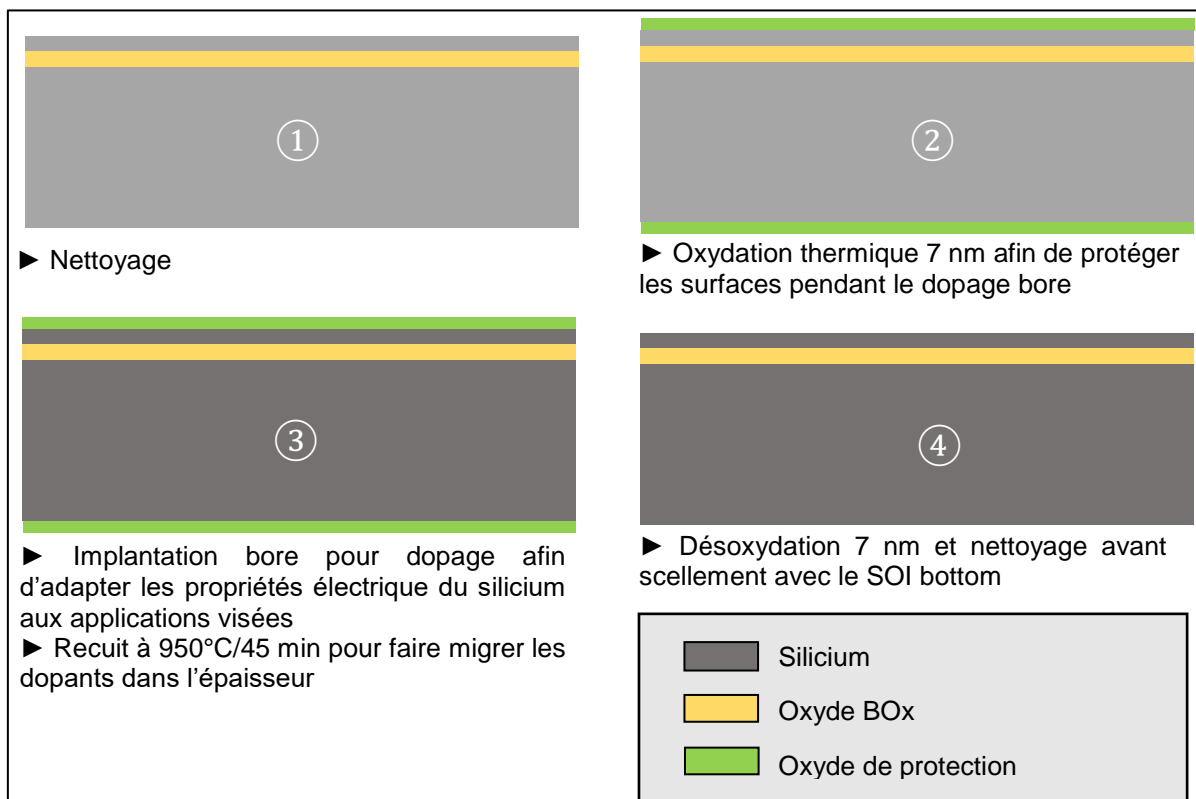 ①
②
► Nettoyage
► Oxydation thermique 7 nm afin de protéger
les surfaces pendant le dopage bore
③
④
► Implantation bore pour dopage afin
d’adapter les propriétés électrique du silicium
aux applications visées
► Recuit à 950°C/45 min pour faire migrer les
dopants dans l’épaisseur
► Désoxydation 7 nm et nettoyage avant
scellement avec le SOI bottom
Silicium
Oxyde BOx
Oxyde de protection